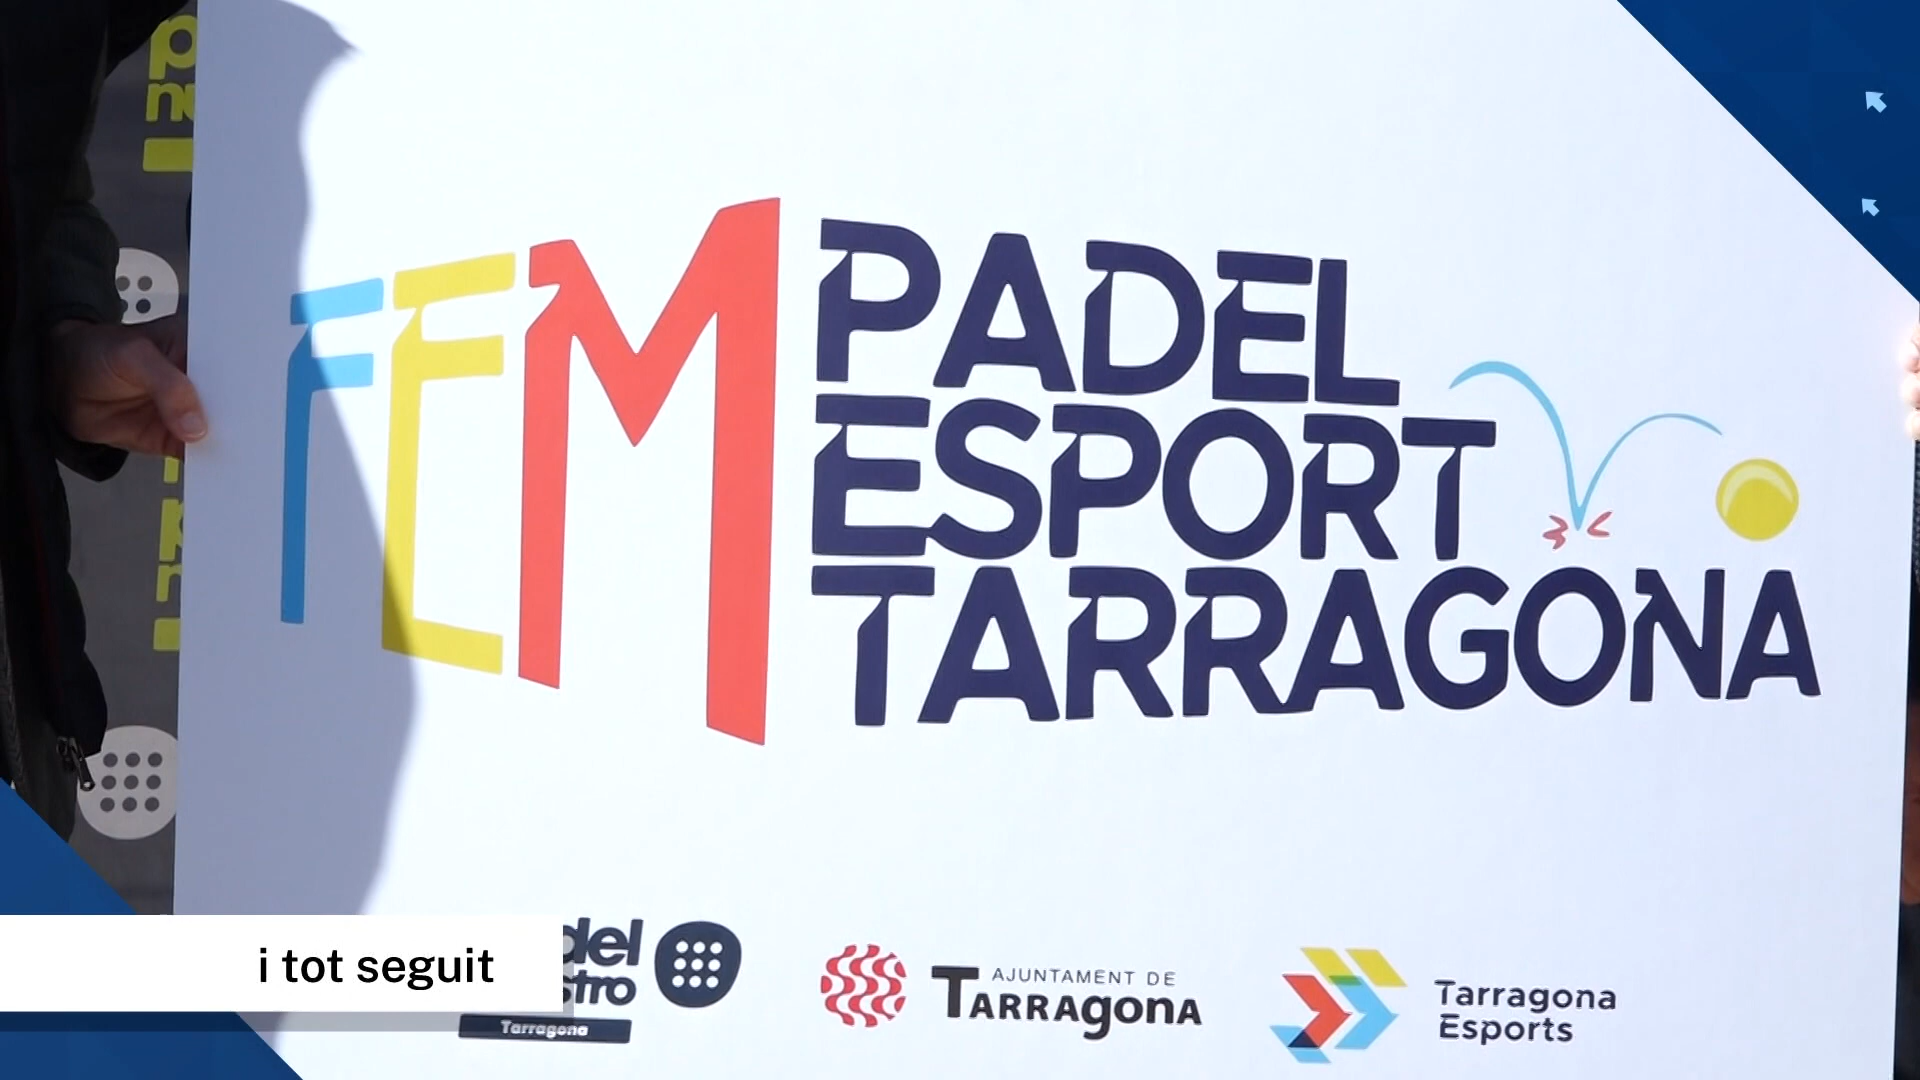 FEM
PADEL
ESPORT
TARRAGONA
i tot seguit
Tarragona
AJUNTAMENT DE
TARRAGONA
Tarragona
Esports